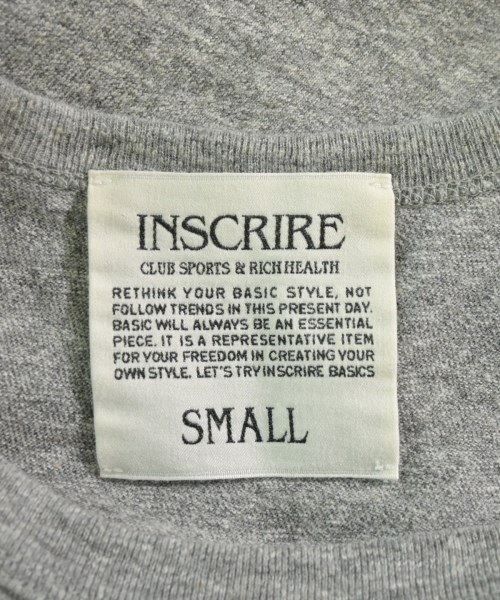 INSCRIRE
CLUB SPORTS & RICH HEALTH
RETHINK YOUR BASIC STYLE, NOT
FOLLOW TRENDS IN THIS PRESENT DAY.
BASIC WILL ALWAYS BE AN ESSENTIAL
PIECE. IT IS A REPRESENTATIVE ITEM
FOR YOUR FREEDOM IN CREATING YOUR
OWN STYLE. LET'S TRY INSCRIRE BASICS
SMALL